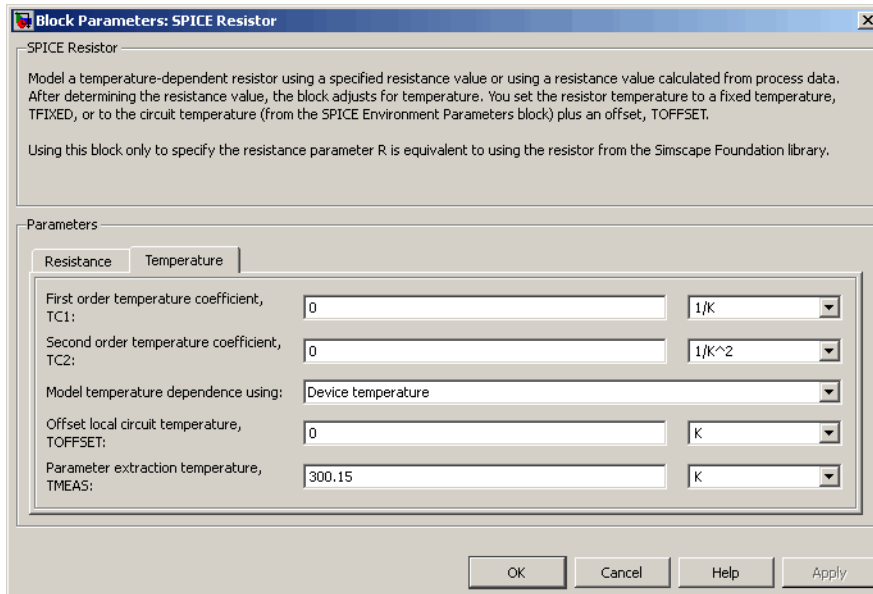 Block Parameters: SPICE Resistor
SPICE Resistor
Model a temperature-dependent resistor using a specified resistance value or using a resistance value calculated from process data.
After determining the resistance value, the block adjusts for temperature. You set the resistor temperature to a fixed temperature,
TFIXED, or to the circuit temperature (from the SPICE Environment Parameters block) plus an offset, TOFFSET.
Using this block only to specify the resistance parameter R is equivalent to using the resistor from the Simscape Foundation library.
Parameters
Resistance Temperature
First order temperature coefficient,
TC1:
0 1/K
Second order temperature coefficient,
TC2:
0 1/K^2
Model temperature dependence using: Device temperature
Offset local circuit temperature,
TOFFSET:
0 K
Parameter extraction temperature,
TMEAS:
300.15 K
OK Cancel Help Apply